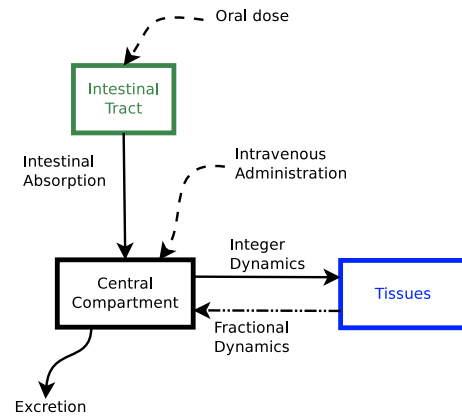 Oral dose
Intestinal
Tract
Intestinal
Absorption
Intravenous
Administration
Integer
Dynamics
Central
Compartment
Tissues
Fractional
Dynamics
Excretion